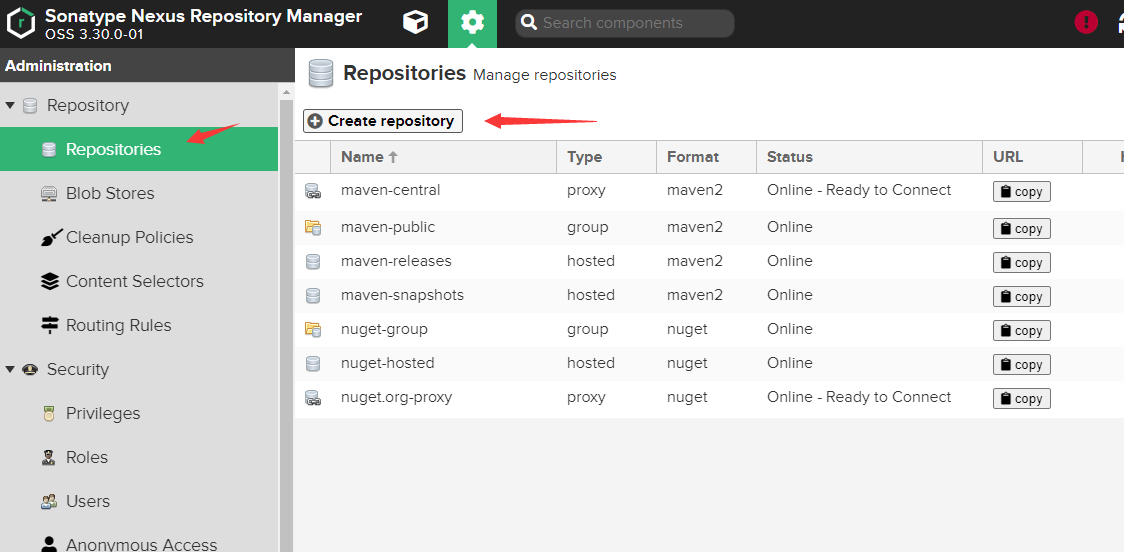 Sonatype Nexus Repository Manager
OSS 3.30.0-01
Search components
Administration
Repository
Repositories
Blob Stores
Cleanup Policies
Content Selectors
Routing Rules
Security
Privileges
Roles
Users
Anonymous Access
Repositories Manage repositories
Create repository
Name Type Format Status URL
maven-central proxy maven2 Online - Ready to Connect copy
maven-public group maven2 Online copy
maven-releases hosted maven2 Online copy
maven-snapshots hosted maven2 Online copy
nuget-group group nuget Online copy
nuget-hosted hosted nuget Online copy
nuget.org-proxy proxy nuget Online - Ready to Connect copy